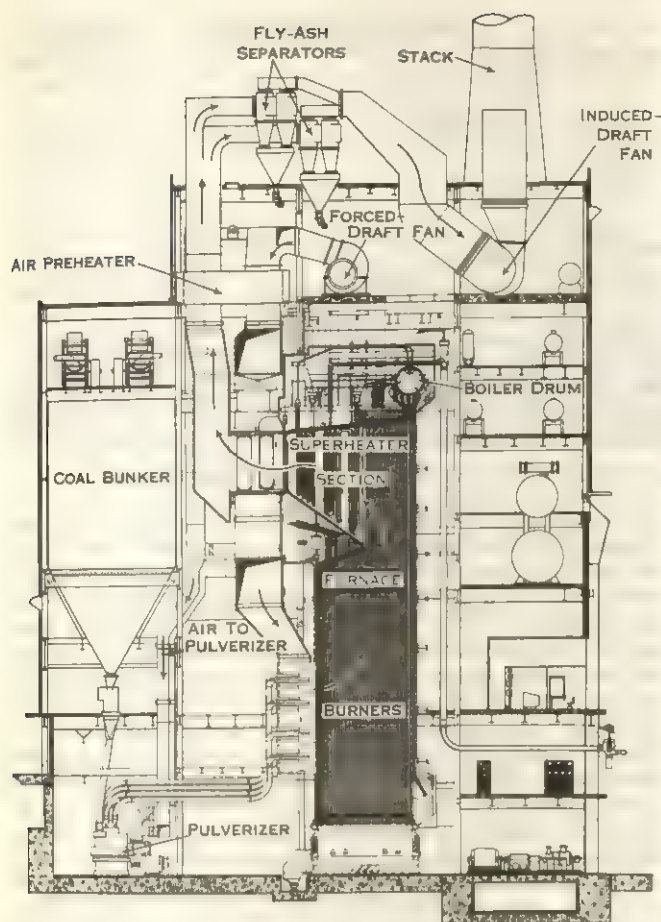 FLY-ASH
SEPARATORS
STACK
INDUCED-
DRAFT
FAN
FORCED-
DRAFT FAN
AIR PREHEATER
BOILER DRUM
SUPERHEATER
SECTION
COAL BUNKER
FURNACE
AIR TO
PULVERIZER
BURNERS
PULVERIZER